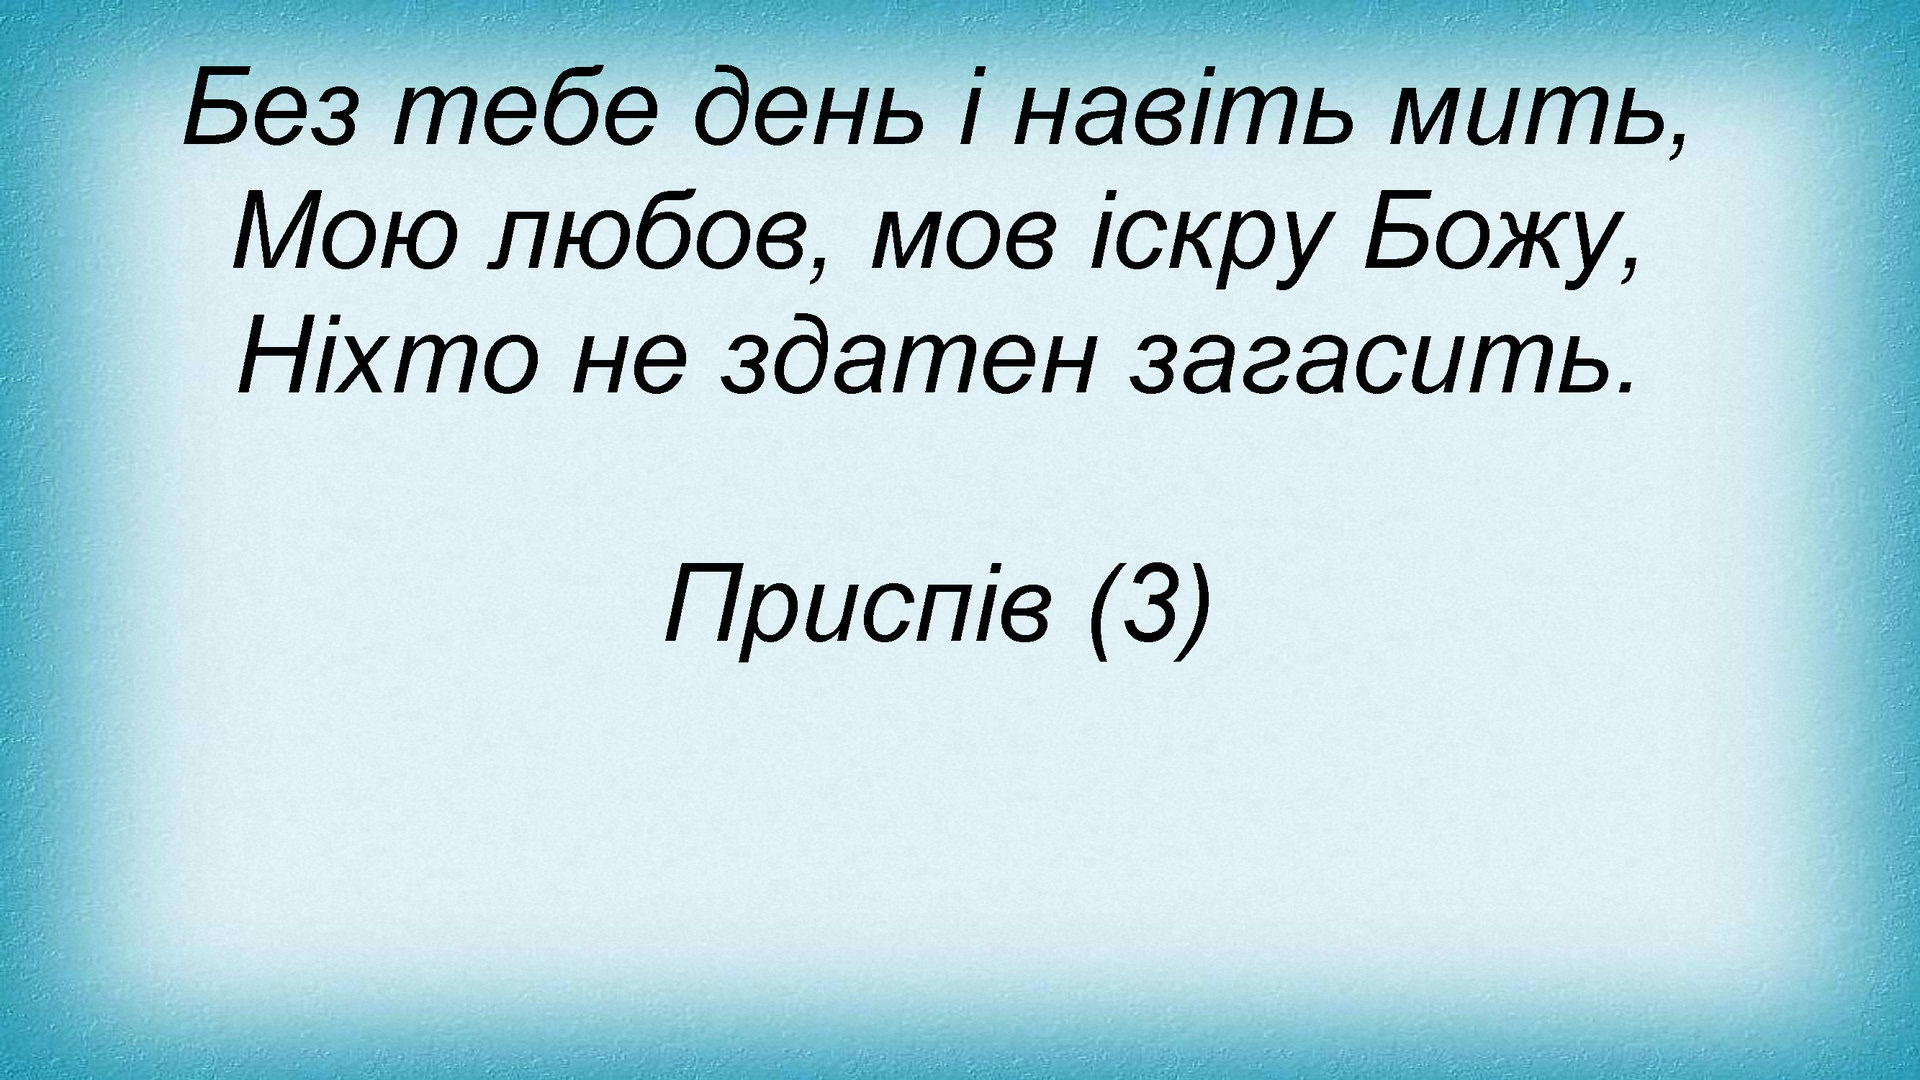 Без тебе день і навіть мить,
Мою любов, мов іскру Божу,
Ніхто не здатен загасить.
Приспів (3)